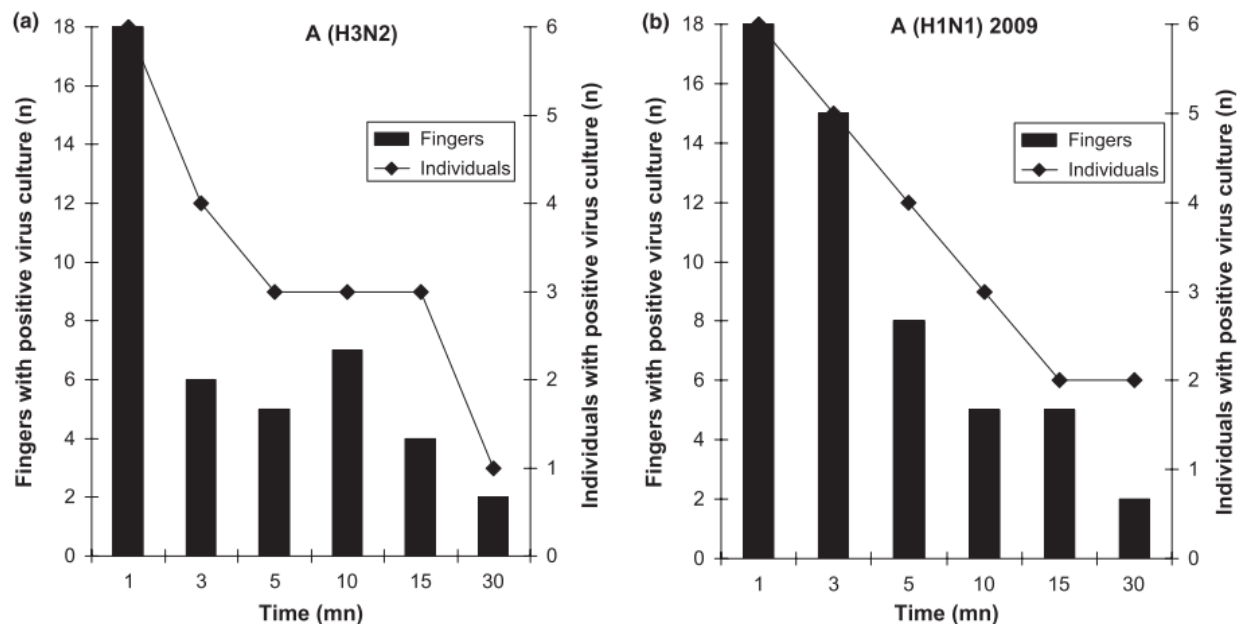 (a)
A (H3N2)
Fingers with positive virus culture (n)
18
16
14
12
10
8
6
4
2
0
Fingers
Individuals
6
5
4
3
2
1
0
Individuals with positive virus culture (n)
1 3 5 10 15 30
Time (mn)
(b)
A (H1N1) 2009
Fingers with positive virus culture (n)
18
16
14
12
10
8
6
4
2
0
Fingers
Individuals
6
5
4
3
2
1
0
Individuals with positive virus culture (n)
1 3 5 10 15 30
Time (mn)